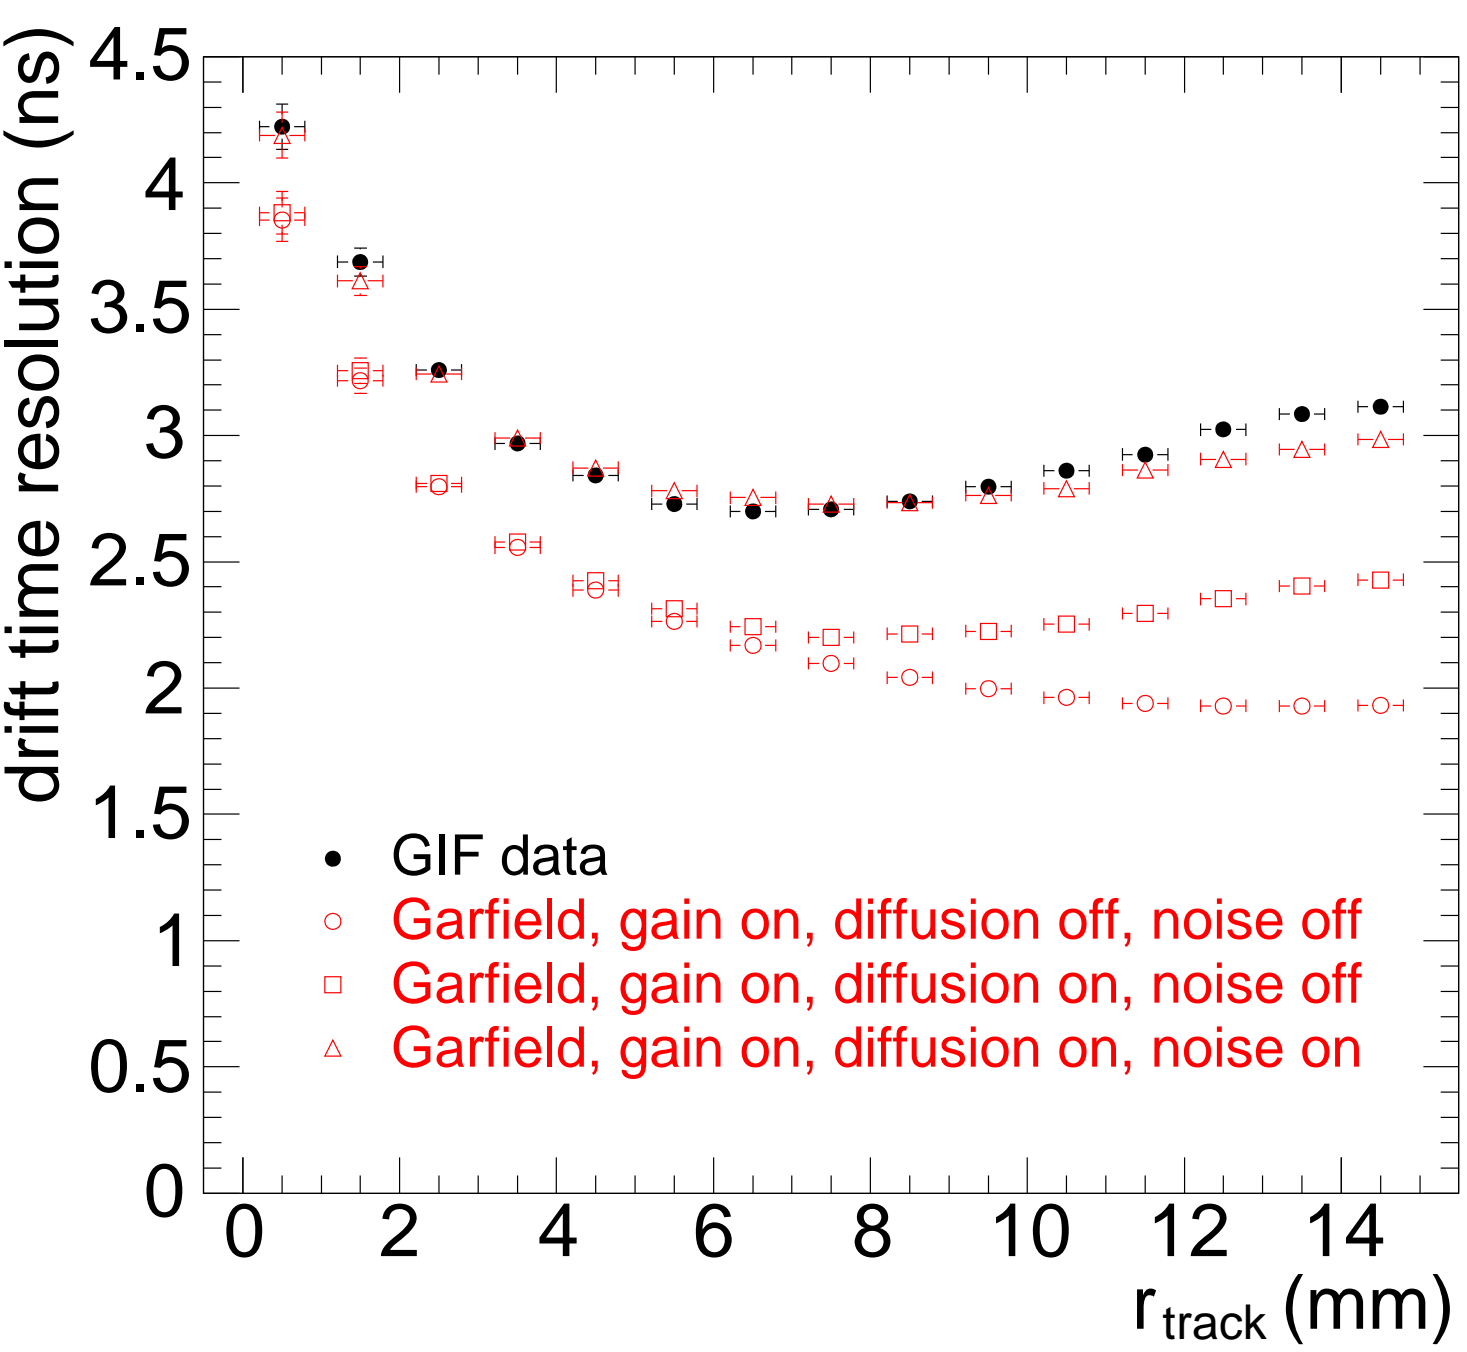 drift time resolution (ns)
4.5
4
3.5
3
2.5
2
1.5
1
0.5
0
GIF data
Garfield, gain on, diffusion off, noise off
Garfield, gain on, diffusion on, noise off
Garfield, gain on, diffusion on, noise on
0 2 4 6 8 10 12 14
r track (mm)